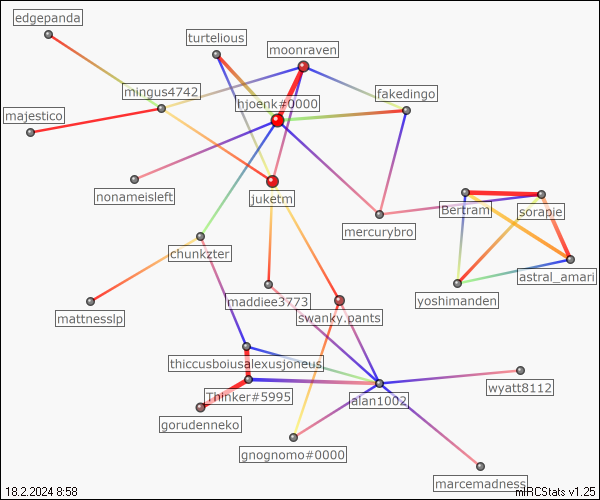 edgepanda
turtelious
moonraven
mingus4742
hjoenk#0000
fakedingo
majestico
nonameisleft
juketm
Bertram
sorapie
mercurybro
chunkzter
astral_amari
maddiee3773
yoshimanden
mattnesslp
swanky.pants
thiccusboiusalexusjoneus
Thinker#5995
alan1002
wyatt8112
gorudenneko
gnognomo#0000
marcemadness
18.2.2024 8:58
mIRCStats v1.25